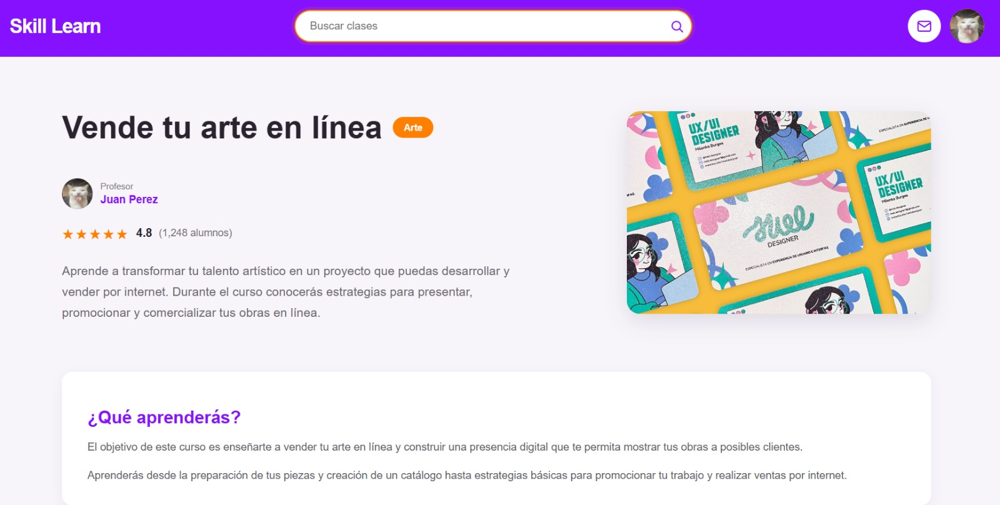 Skill Learn
Buscar clases
Vende tu arte en línea
Arte
Profesor
Juan Perez
4.8 (1,248 alumnos)
Aprende a transformar tu talento artístico en un proyecto que puedas desarrollar y
vender por internet. Durante el curso conocerás estrategias para presentar,
promocionar y comercializar tus obras en línea.
UX/UI
DESIGNER
Milenka Burgos
ESPECIALISTA EN EXPERIENCIA DE U
UX/UI
DESIGNER
Milenka Burgos
DESIGNER
ESPECIALISTA EN EXPERIENCIA DE USUARIO E INTERFAZ.
¿Qué aprenderás?
El objetivo de este curso es enseñarte a vender tu arte en línea y construir una presencia digital que te permita mostrar tus obras a posibles clientes.
Aprenderás desde la preparación de tus piezas y creación de un catálogo hasta estrategias básicas para promocionar tu trabajo y realizar ventas por internet.